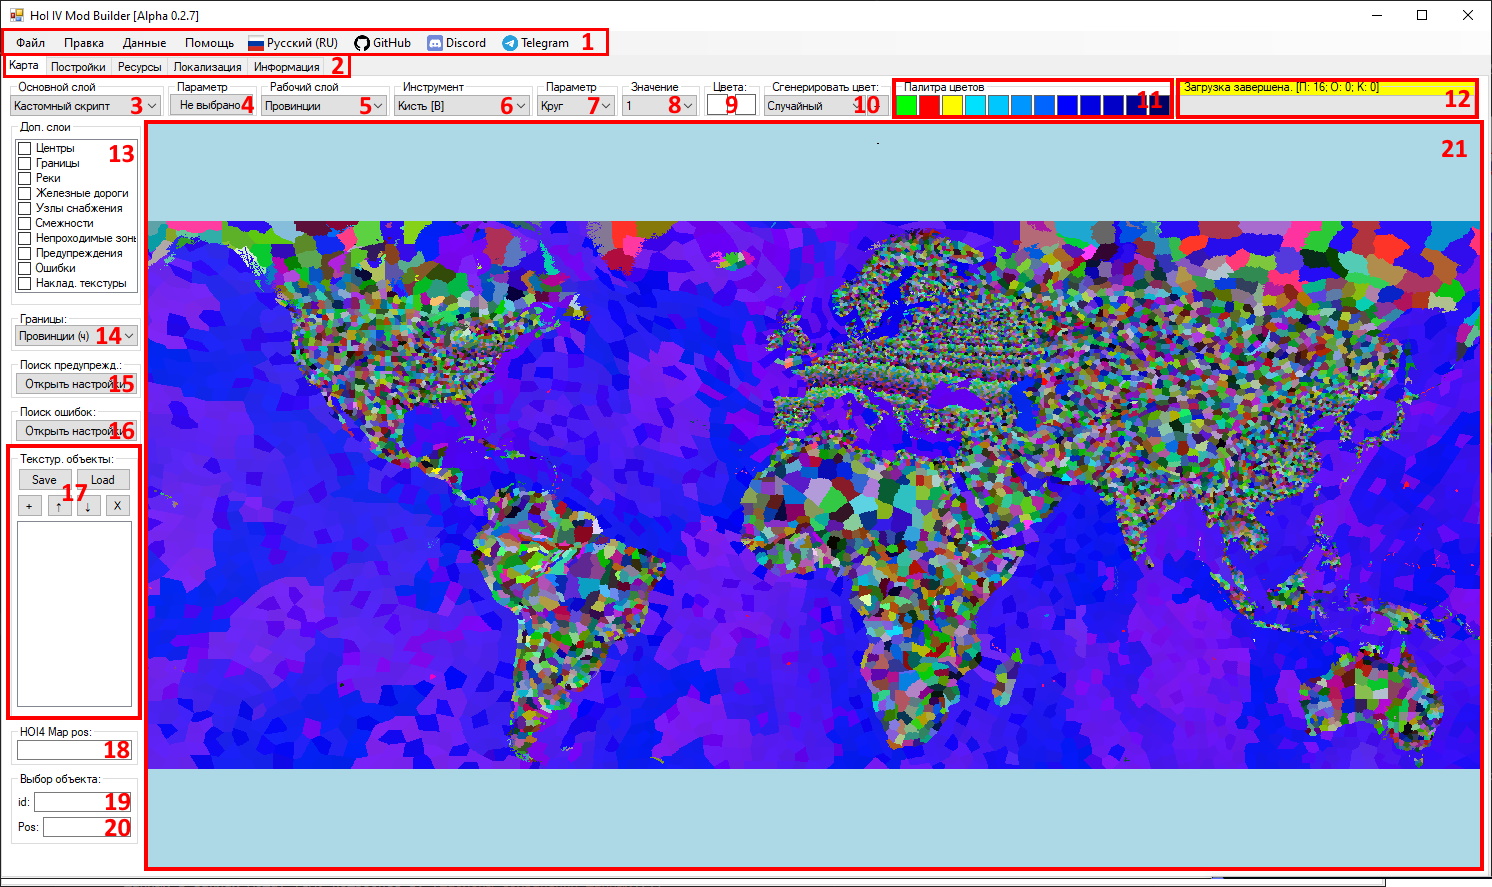 HoI IV Mod Builder [Alpha 0.2.7]
Файл Правка Данные Помощь Русский (RU) GitHub Discord Telegram 1
Карта Постройки Ресурсы Локализация Информация 2
Основной слой Параметр Рабочий слой Инструмент Параметр Значение Цвета: Сгенерировать цвет: Палитра цветов Загрузка завершена. [П: 16; О: 0; К: 0]
Кастомный скрипт 3 Не выбрано 4 Провинции 5 Кисть [B] 6 Круг 7 1 8 9 Случайный 10 11 12
Доп. слои
Центры 13
Границы
Реки
Железные дороги
Узлы снабжения
Смежности
Непроходимые зоны
Предупреждения
Ошибки
Наклад. текстуры
Границы:
Провинции (ч) 14
Поиск предупрежд.:
Открыть настройки 15
Поиск ошибок:
Открыть настройки 16
Текстур. объекты:
Save Load
17
+ ↑ ↓ X
HOI4 Map pos:
18
Выбор объекта:
id: 19
Pos: 20
21